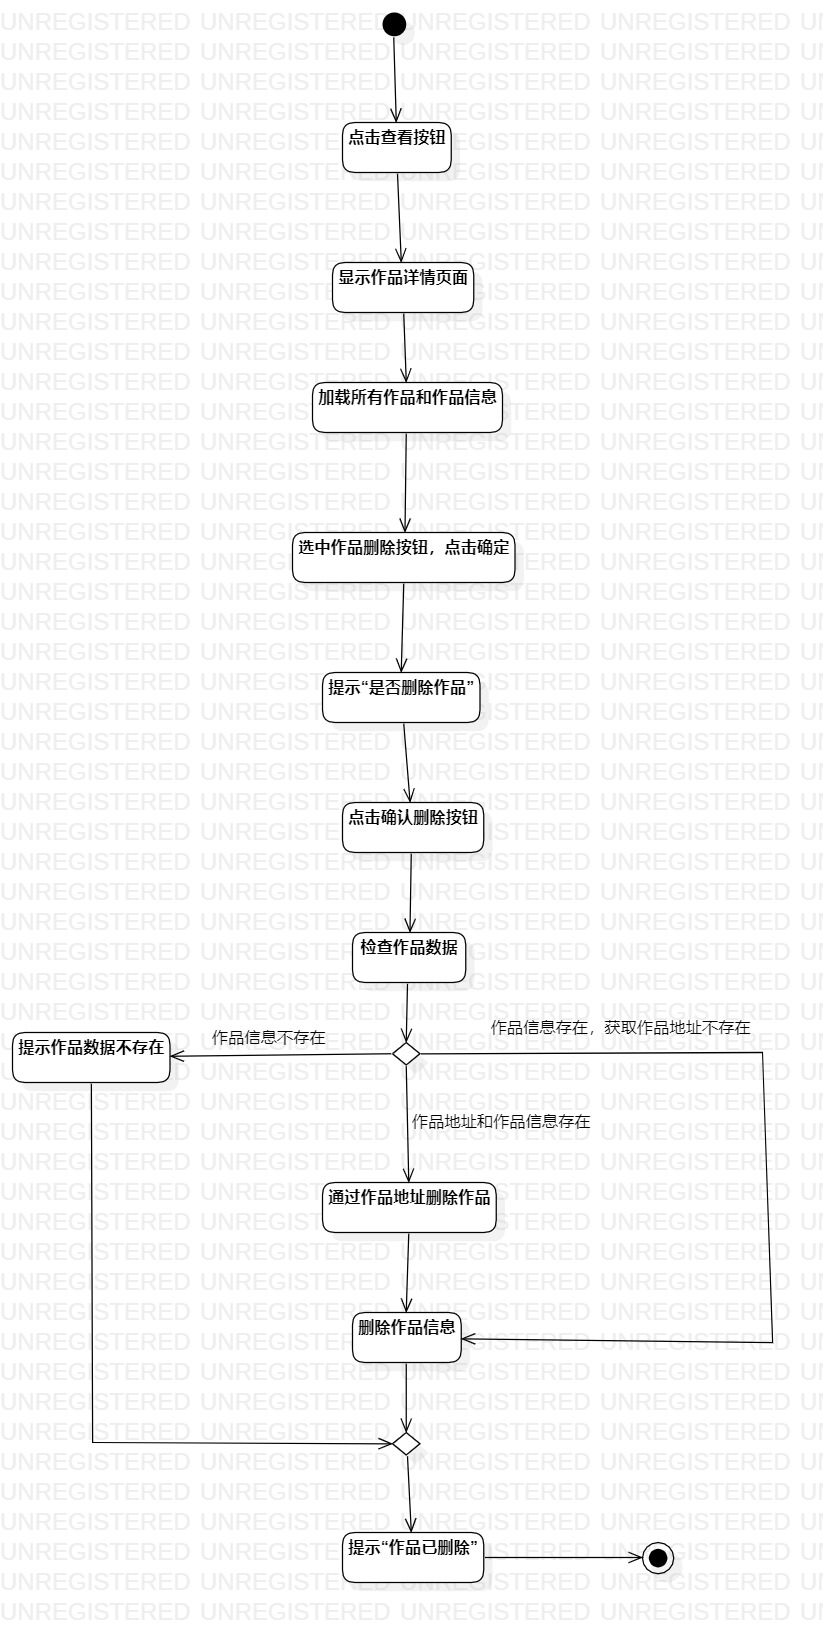 点击查看按钮
显示作品详情页面
加载所有作品和作品信息
选中作品删除按钮，点击确定
提示“是否删除作品”
点击确认删除按钮
检查作品数据
作品信息不存在
作品信息存在，获取作品地址不存在
提示作品数据不存在
作品地址和作品信息存在
通过作品地址删除作品
删除作品信息
提示“作品已删除”
UNREGISTERED